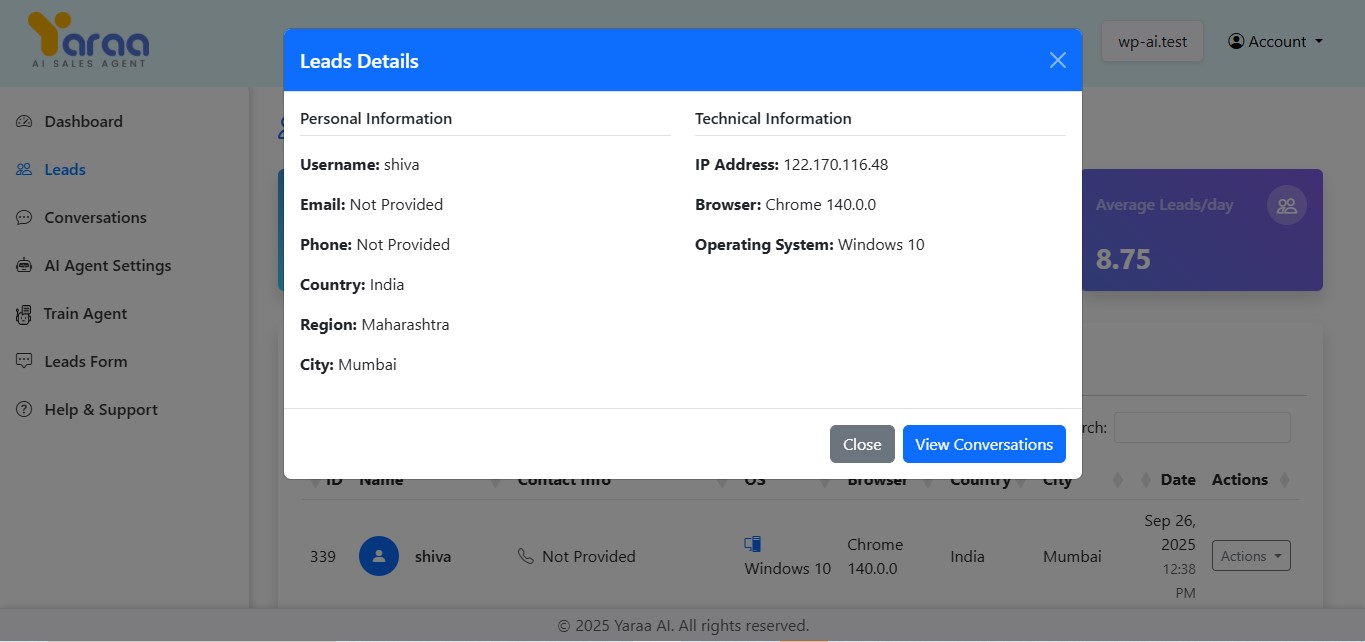 Yaraa
AI SALES AGENT
wp-ai.test
Account
Dashboard
Leads
Conversations
AI Agent Settings
Train Agent
Leads Form
Help & Support
Leads Details
Personal Information
Username: shiva
Email: Not Provided
Phone: Not Provided
Country: India
Region: Maharashtra
City: Mumbai
Technical Information
IP Address: 122.170.116.48
Browser: Chrome 140.0.0
Operating System: Windows 10
Close
View Conversations
Average Leads/day
8.75
rch:
ID Name Contact Info OS Browser Country City Date Actions
339 shiva Not Provided Windows 10 Chrome 140.0.0 India Mumbai Sep 26, 2025 12:38 PM Actions
© 2025 Yaraa AI. All rights reserved.